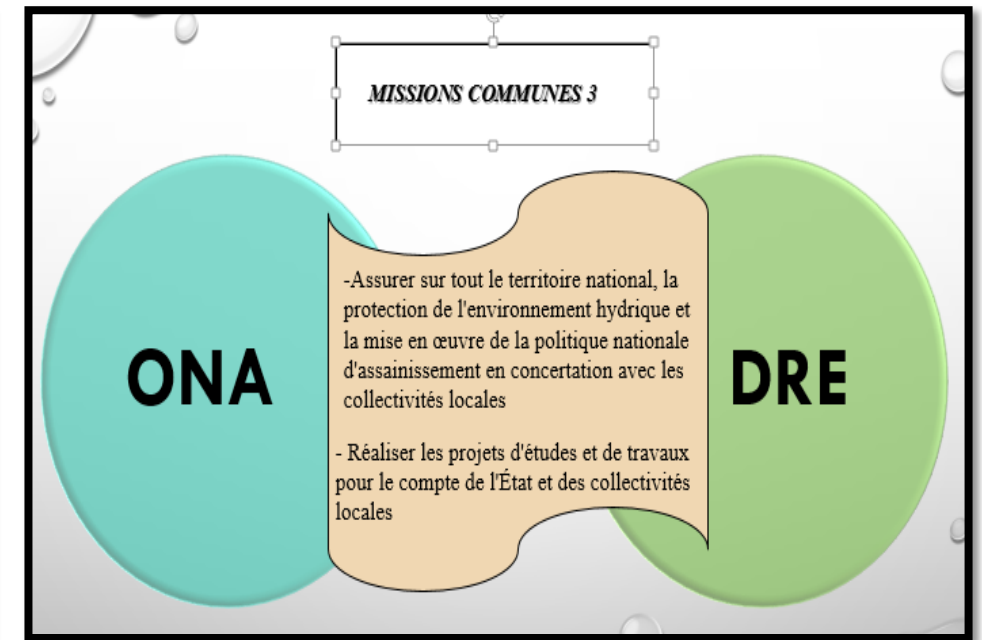 MISSIONS COMMUNES 3
ONA
-Assurer sur tout le territoire national, la
protection de l'environnement hydrique et
la mise en œuvre de la politique nationale
d'assainissement en concertation avec les
collectivités locales
- Réaliser les projets d'études et de travaux
pour le compte de l'État et des collectivités
locales
DRE